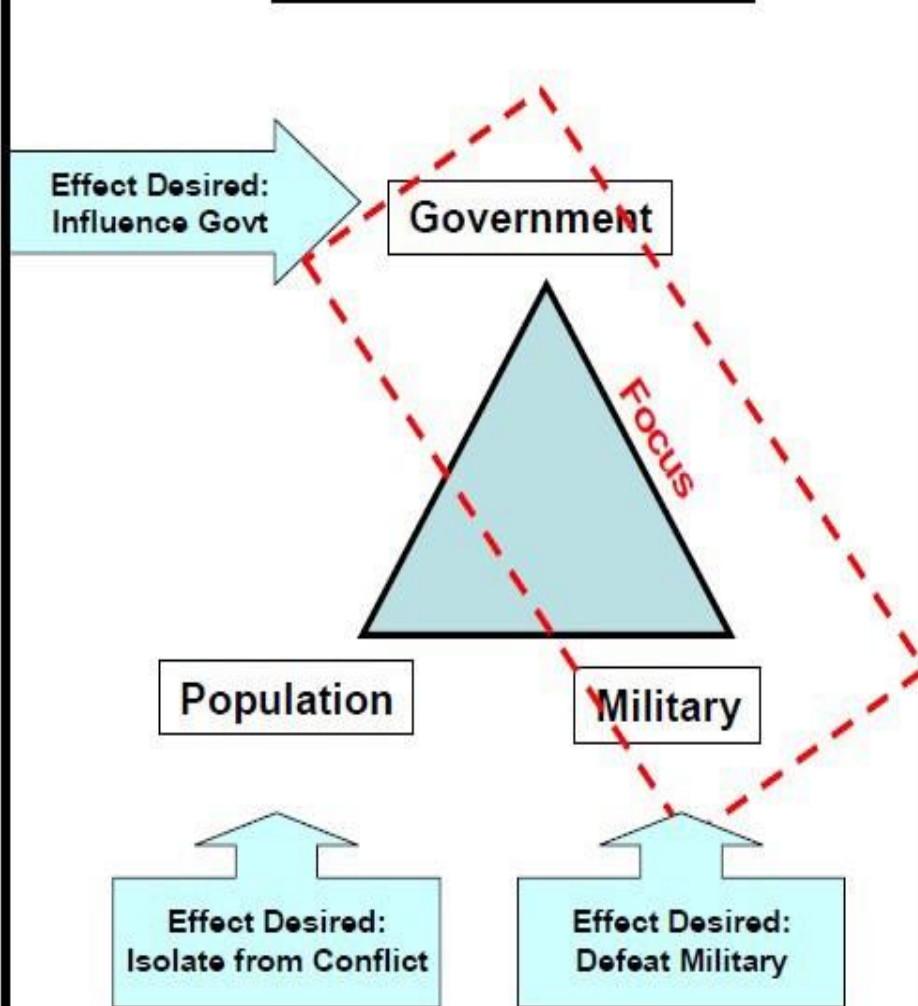 Effect Desired:
Influence Govt
Government
Focus
Population
Military
Effect Desired:
Isolate from Conflict
Effect Desired:
Defeat Military